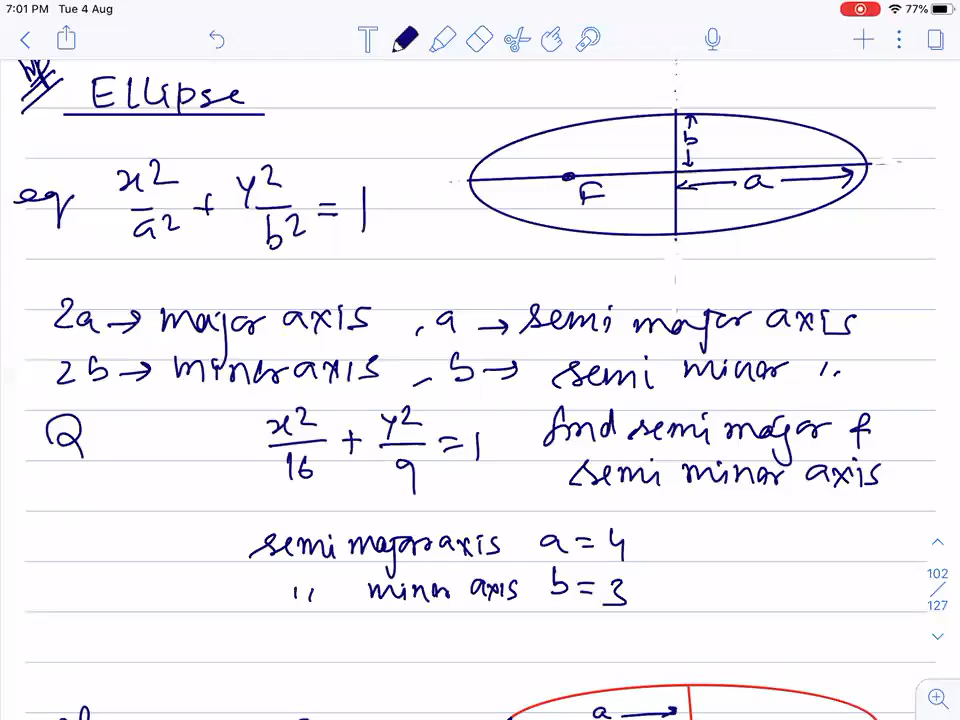 7:01 PM Tue 4 Aug
77%
T
Ellipse
b
a
F
eq x²/a² + y²/b² = 1
2a → major axis , a → semi major axis
2b → minor axis , b → semi minor ,,
Q x²/16 + y²/9 = 1 find semi major &
semi minor axis
semi major axis a = 4
,, minor axis b = 3
102
/
127
a →